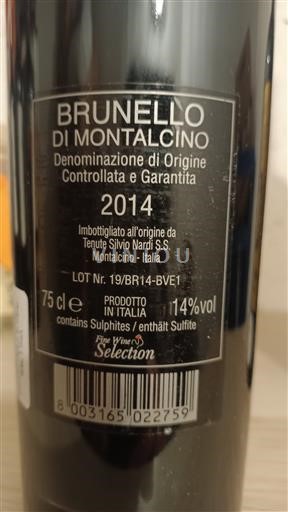 BRUNELLO
DI MONTALCINO
Denominazione di Origine
Controllata e Garantita
2014
Imbottigliato all'origine da
Tenute Silvio Nardi S.S.
Montalcino - Italia
VINYOU
LOT Nr. 19/BR14-BVE1
75 cl e PRODOTTO IN ITALIA 14%vol
contains Sulphites / enthält Sulfite
Fine Wine
Selection
8 003165 022759